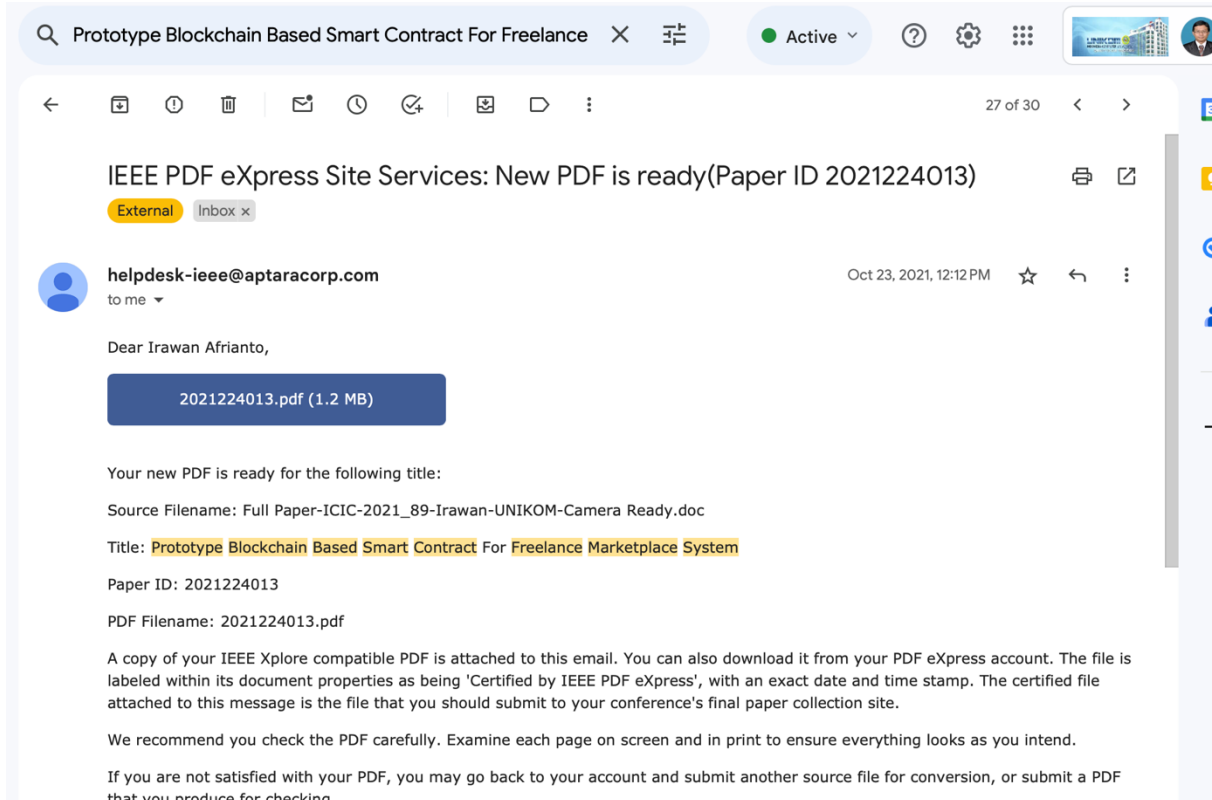 Prototype Blockchain Based Smart Contract For Freelance
Active
27 of 30
IEEE PDF eXpress Site Services: New PDF is ready(Paper ID 2021224013)
External
Inbox x
helpdesk-ieee@aptaracorp.com
Oct 23, 2021, 12:12 PM
to me
Dear Irawan Afrianto,
2021224013.pdf (1.2 MB)
Your new PDF is ready for the following title:
Source Filename: Full Paper-ICIC-2021_89-Irawan-UNIKOM-Camera Ready.doc
Title: Prototype Blockchain Based Smart Contract For Freelance Marketplace System
Paper ID: 2021224013
PDF Filename: 2021224013.pdf
A copy of your IEEE Xplore compatible PDF is attached to this email. You can also download it from your PDF eXpress account. The file is
labeled within its document properties as being 'Certified by IEEE PDF eXpress', with an exact date and time stamp. The certified file
attached to this message is the file that you should submit to your conference's final paper collection site.
We recommend you check the PDF carefully. Examine each page on screen and in print to ensure everything looks as you intend.
If you are not satisfied with your PDF, you may go back to your account and submit another source file for conversion, or submit a PDF
that you produce for checking.